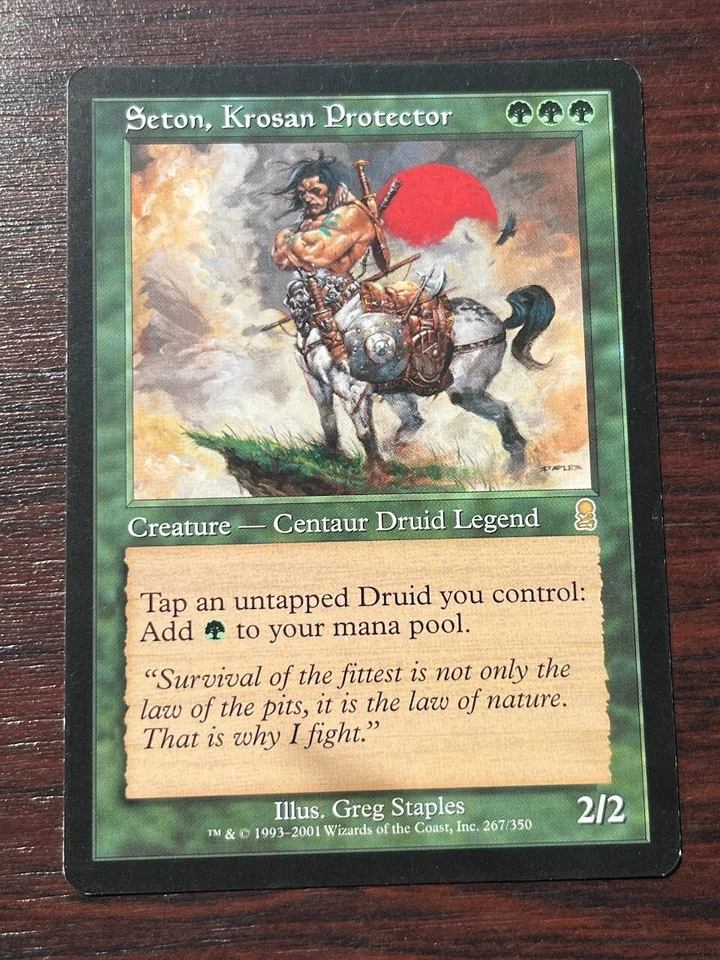 Seton, Krosan Protector
STAPLES
Creature — Centaur Druid Legend
Tap an untapped Druid you control:
Add to your mana pool.
“Survival of the fittest is not only the
law of the pits, it is the law of nature.
That is why I fight.”
Illus. Greg Staples
™ & © 1993–2001 Wizards of the Coast, Inc. 267/350
2/2